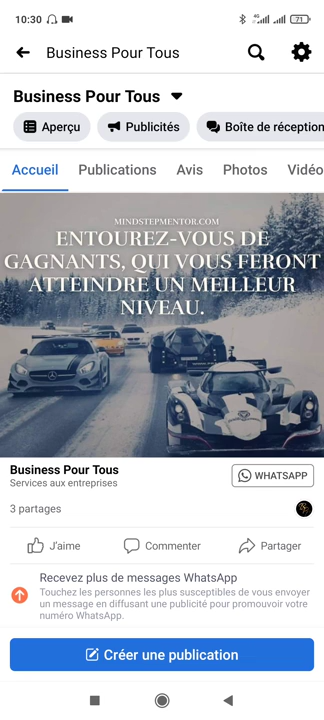 10:30
4G
71
Business Pour Tous
Business Pour Tous
Aperçu
Publicités
Boîte de réception
Accueil
Publications
Avis
Photos
Vidéo
MINDSTEPMENTOR.COM
ENTOUREZ-VOUS DE
GAGNANTS, QUI VOUS FERONT
ATTEINDRE UN MEILLEUR
NIVEAU.
Business Pour Tous
Services aux entreprises
WHATSAPP
3 partages
J'aime
Commenter
Partager
Recevez plus de messages WhatsApp
Touchez les personnes les plus susceptibles de vous envoyer
un message en diffusant une publicité pour promouvoir votre
numéro WhatsApp.
Créer une publication